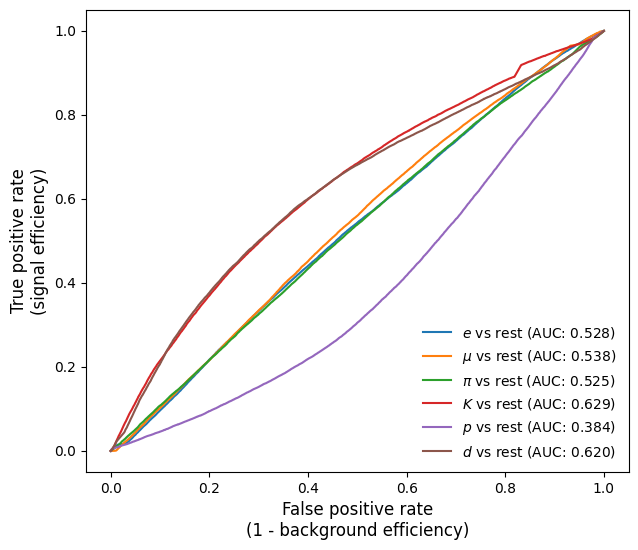 1.0
0.8
0.6
0.4
0.2
0.0
True positive rate
(signal efficiency)
e vs rest (AUC: 0.528)
μ vs rest (AUC: 0.538)
π vs rest (AUC: 0.525)
K vs rest (AUC: 0.629)
p vs rest (AUC: 0.384)
d vs rest (AUC: 0.620)
0.0 0.2 0.4 0.6 0.8 1.0
False positive rate
(1 - background efficiency)